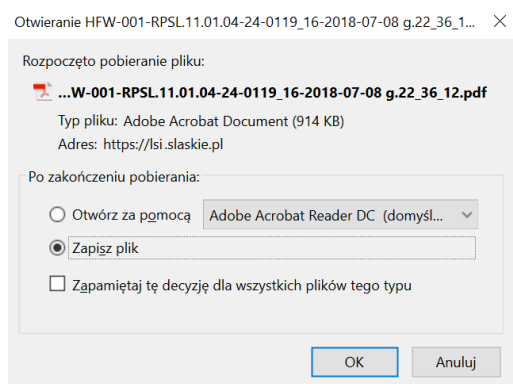 Otwieranie HFW-001-RPSL.11.01.04-24-0119_16-2018-07-08 g.22_36_1...
Rozpoczęto pobieranie pliku:
...W-001-RPSL.11.01.04-24-0119_16-2018-07-08 g.22_36_12.pdf
Typ pliku: Adobe Acrobat Document (914 KB)
Adres: https://lsi.slaskie.pl
Po zakończeniu pobierania:
Otwórz za pomocą Adobe Acrobat Reader DC (domyśl...
Zapisz plik
Zapamiętaj tę decyzję dla wszystkich plików tego typu
OK Anuluj